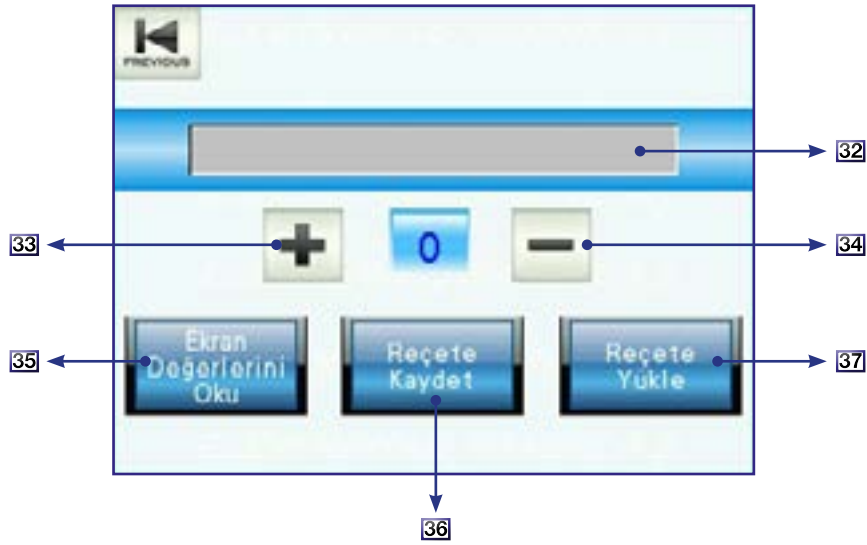 PREVIOUS
32
33
0
34
35
Ekran
Değerlerini
Oku
Reçete
Kaydet
Reçete
Yükle
37
36